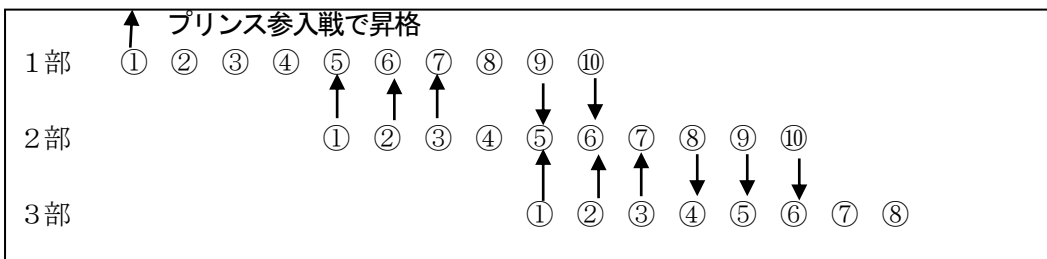 プリンス参入戦で昇格
1部 ① ② ③ ④ ⑤ ⑥ ⑦ ⑧ ⑨ ⑩
2部 ① ② ③ ④ ⑤ ⑥ ⑦ ⑧ ⑨ ⑩
3部 ① ② ③ ④ ⑤ ⑥ ⑦ ⑧